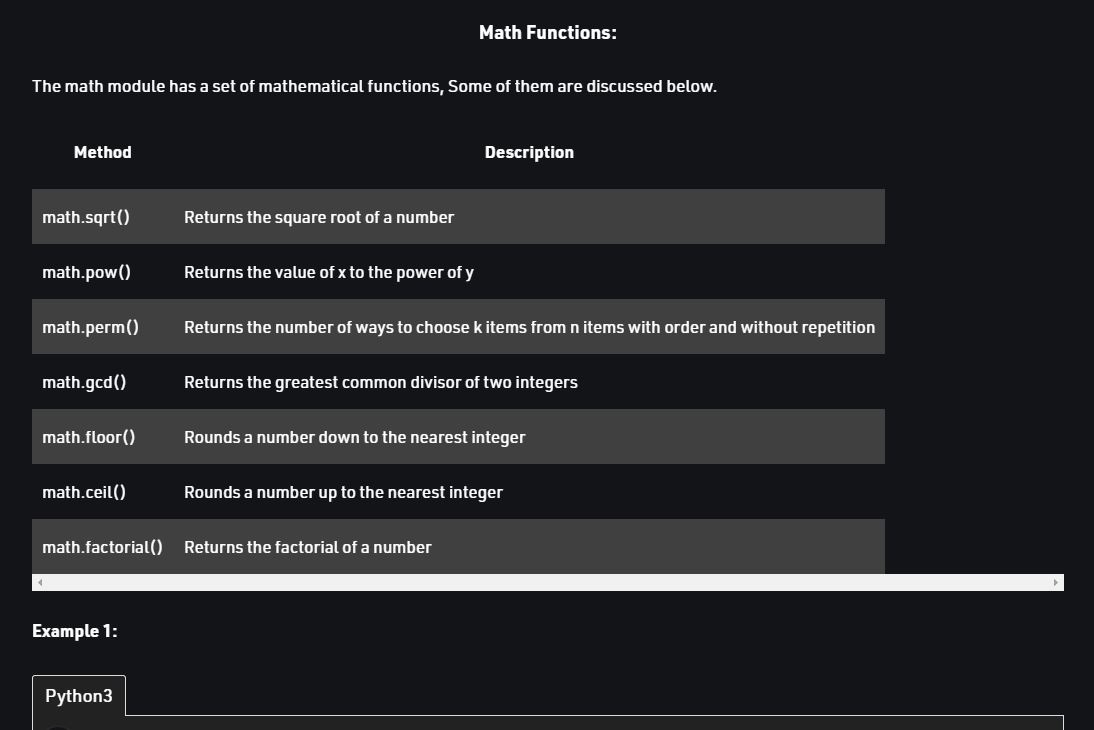 Math Functions:
The math module has a set of mathematical functions, Some of them are discussed below.
Method Description
math.sqrt() Returns the square root of a number
math.pow() Returns the value of x to the power of y
math.perm() Returns the number of ways to choose k items from n items with order and without repetition
math.gcd() Returns the greatest common divisor of two integers
math.floor() Rounds a number down to the nearest integer
math.ceil() Rounds a number up to the nearest integer
math.factorial() Returns the factorial of a number
Example 1:
Python3